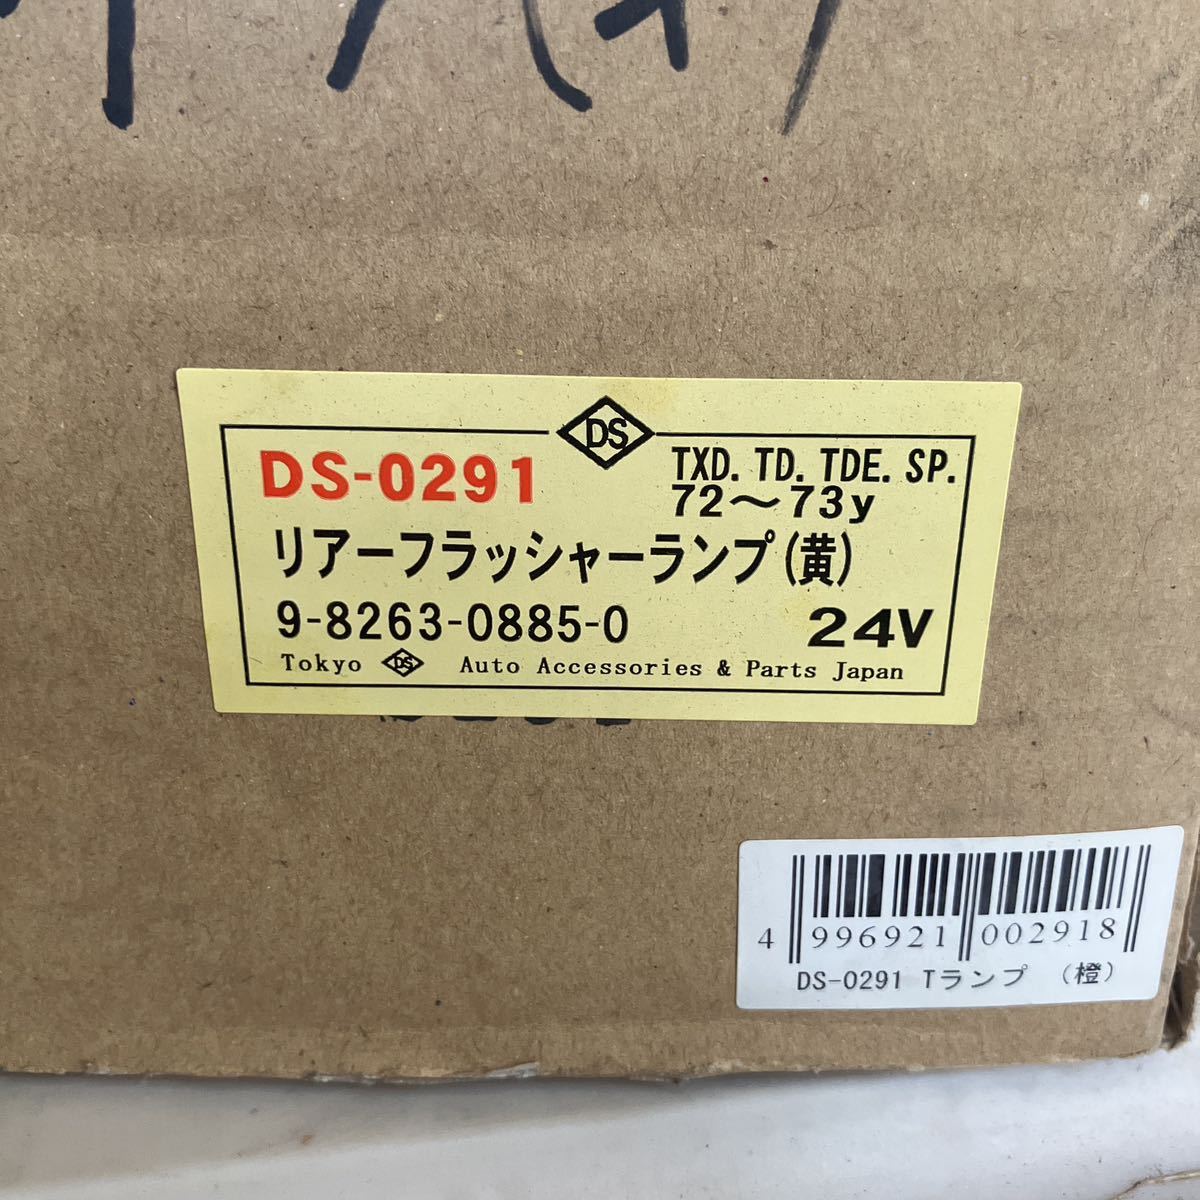 DS
DS-0291
TXD. TD. TDE. SP.
72～73y
リアーフラッシャーランプ(黄)
9-8263-0885-0
24V
Tokyo DS Auto Accessories & Parts Japan
4 996921 002918
DS-0291 Tランプ （橙）